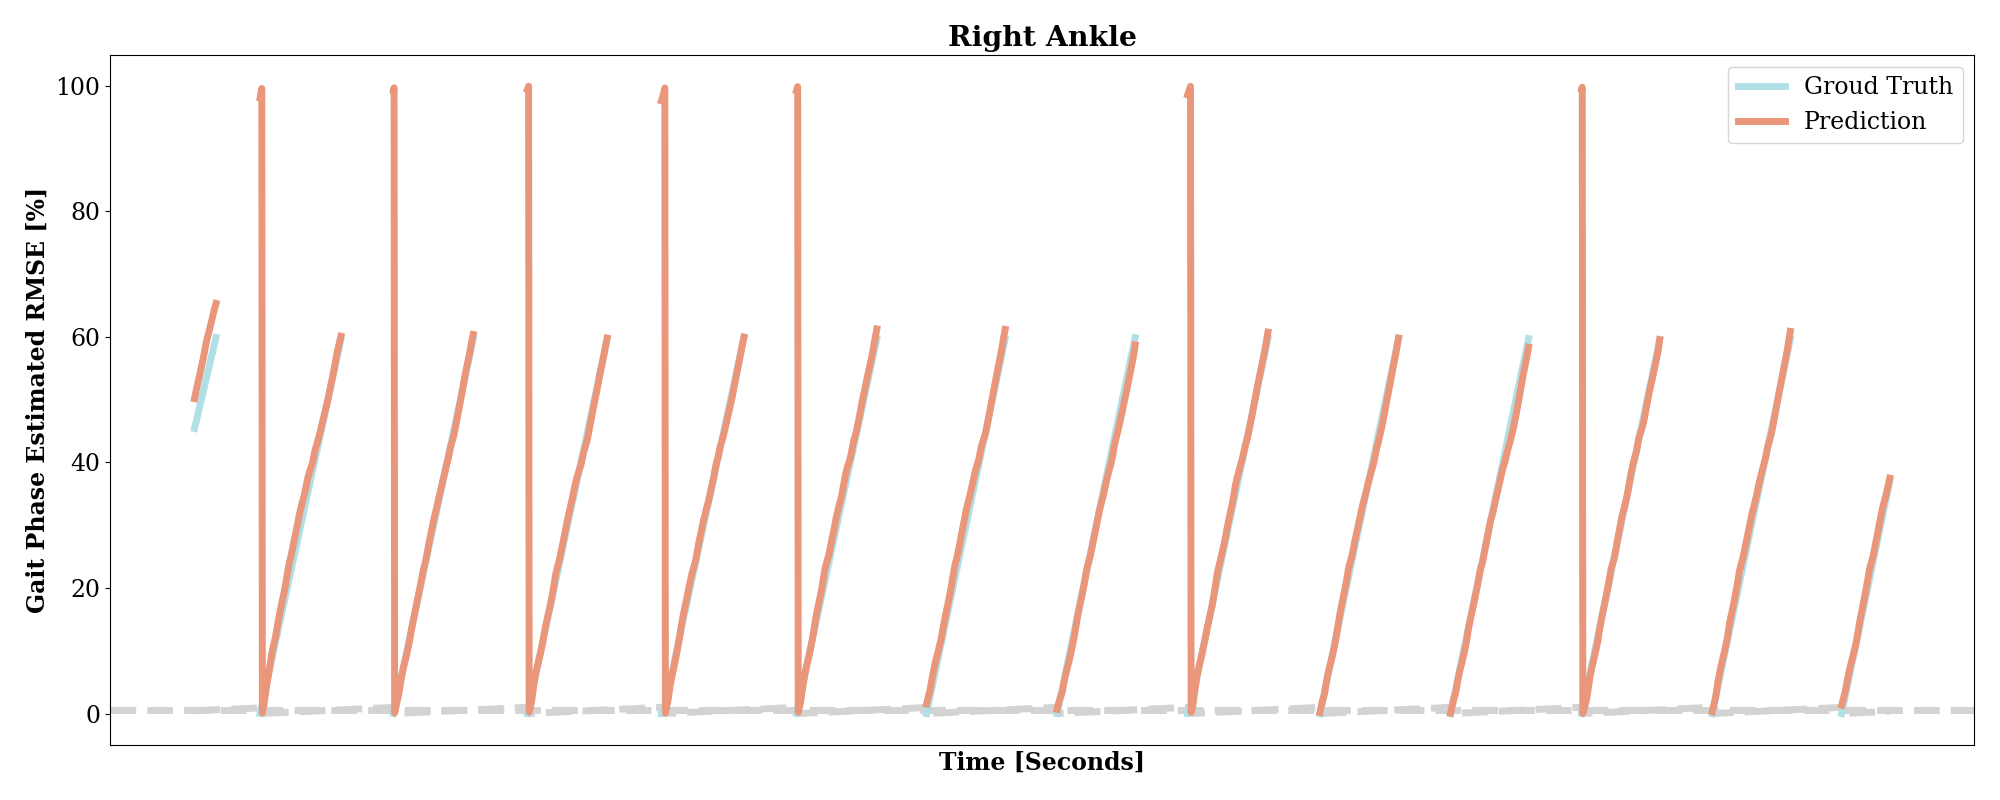 Right Ankle
Groud Truth
Prediction
Gait Phase Estimated RMSE [%]
100
80
60
40
20
0
Time [Seconds]